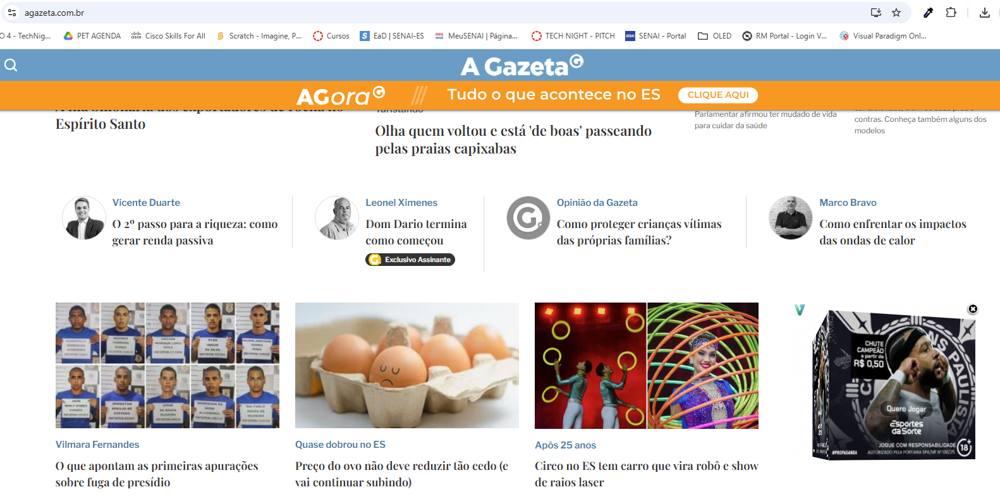 agazeta.com.br
O 4 - TechNig...
PET AGENDA
Cisco Skills For All
Scratch - Imagine, P...
Cursos
EaD | SENAI-ES
MeuSENAI | Página...
TECH NIGHT - PITCH
SENAI - Portal
OLED
RM Portal - Login V...
Visual Paradigm Onl...
A Gazeta G.
AGora G.
Tudo o que acontece no ES
CLIQUE AQUI
Espírito Santo
Turistando
Olha quem voltou e está 'de boas' passeando
pelas praias capixabas
Parlamentar afirmou ter mudado de vida
para cuidar da saúde
contras. Conheça também alguns dos
modelos
Vicente Duarte
O 2º passo para a riqueza: como
gerar renda passiva
Leonel Ximenes
Dom Dario termina
como começou
G. Exclusivo Assinante
G.
Opinião da Gazeta
Como proteger crianças vítimas
das próprias famílias?
Marco Bravo
Como enfrentar os impactos
das ondas de calor
Vilmara Fernandes
O que apontam as primeiras apurações
sobre fuga de presídio
Quase dobrou no ES
Preço do ovo não deve reduzir tão cedo (e
vai continuar subindo)
Após 25 anos
Circo no ES tem carro que vira robô e show
de raios laser
CHUTE
CAMPEÃO
a partir de
R$ 0,50
NS PAULISTA
Quero Jogar
Esportes
daSorte
JOGUE COM RESPONSABILIDADE
#PROPAGANDA
AUTORIZADO PELA PORTARIA SPA/MF Nº 136/25.
18+